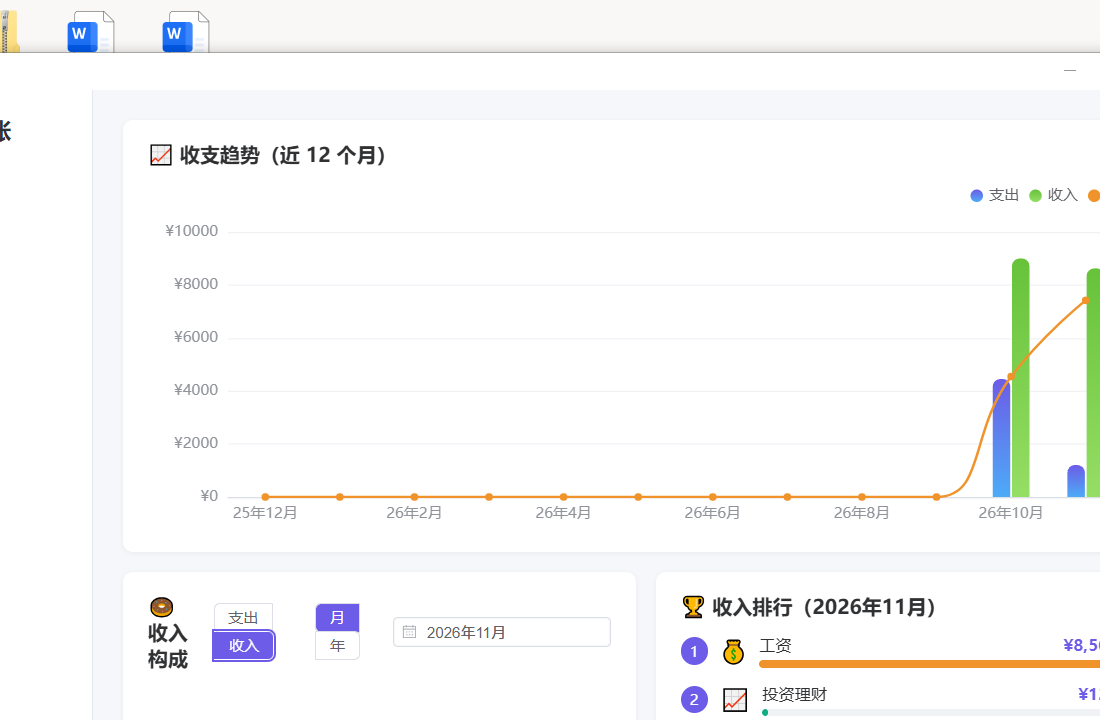 W W
账
收支趋势（近 12 个月）
支出 收入
¥10000
¥8000
¥6000
¥4000
¥2000
¥0
25年12月 26年2月 26年4月 26年6月 26年8月 26年10月
收入构成
支出
收入
月
年
2026年11月
收入排行（2026年11月）
1 工资
2 投资理财